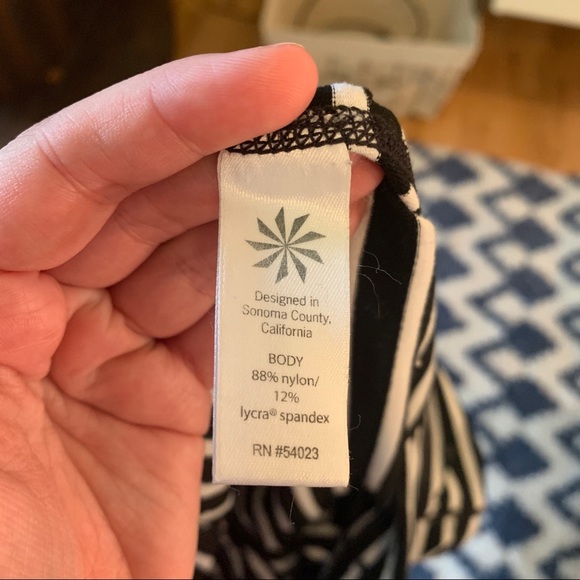 Designed in
Sonoma County,
California
BODY
88% nylon/
12%
lycra® spandex
RN #54023